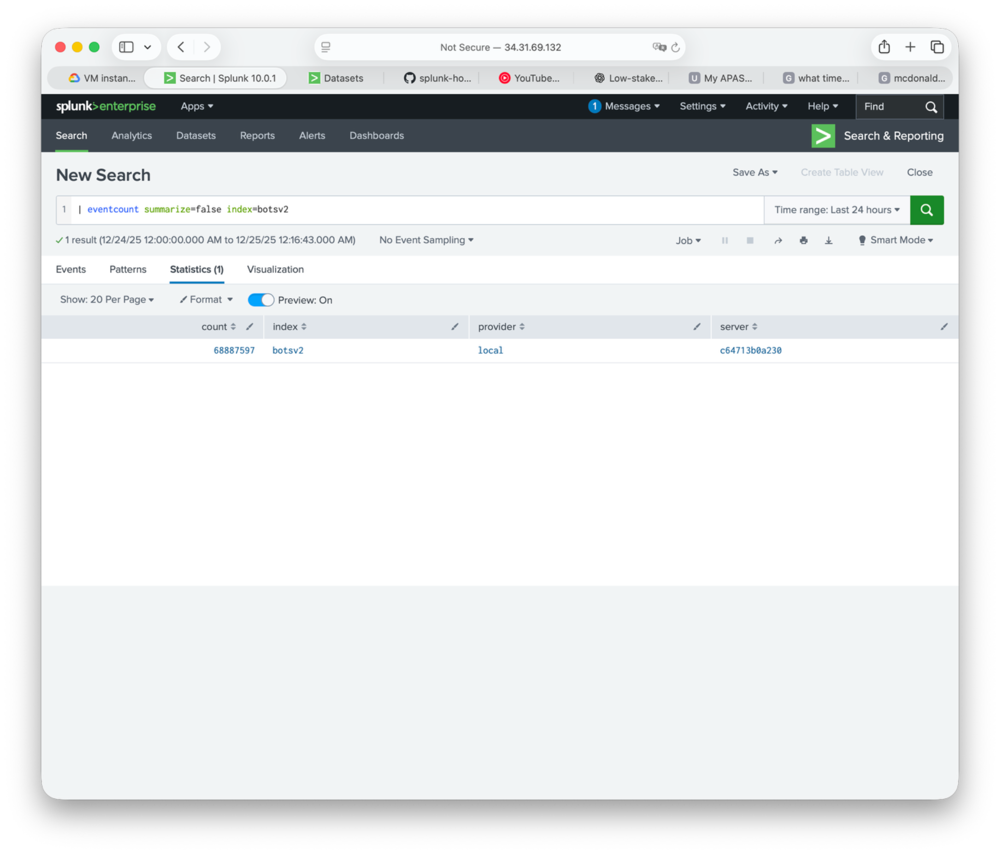 Not Secure — 34.31.69.132
VM instan... Search | Splunk 10.0.1 Datasets splunk-ho... YouTube... Low-stake... U My APAS... G what time... G mcdonald...
splunk>enterprise Apps 1 Messages Settings Activity Help Find
Search Analytics Datasets Reports Alerts Dashboards Search & Reporting
New Search Save As Create Table View Close
1 | eventcount summarize=false index=botsv2 Time range: Last 24 hours
1 result (12/24/25 12:00:00.000 AM to 12/25/25 12:16:43.000 AM) No Event Sampling Job Smart Mode
Events Patterns Statistics (1) Visualization
Show: 20 Per Page Format Preview: On
count index provider server
68887597 botsv2 local c64713b0a230